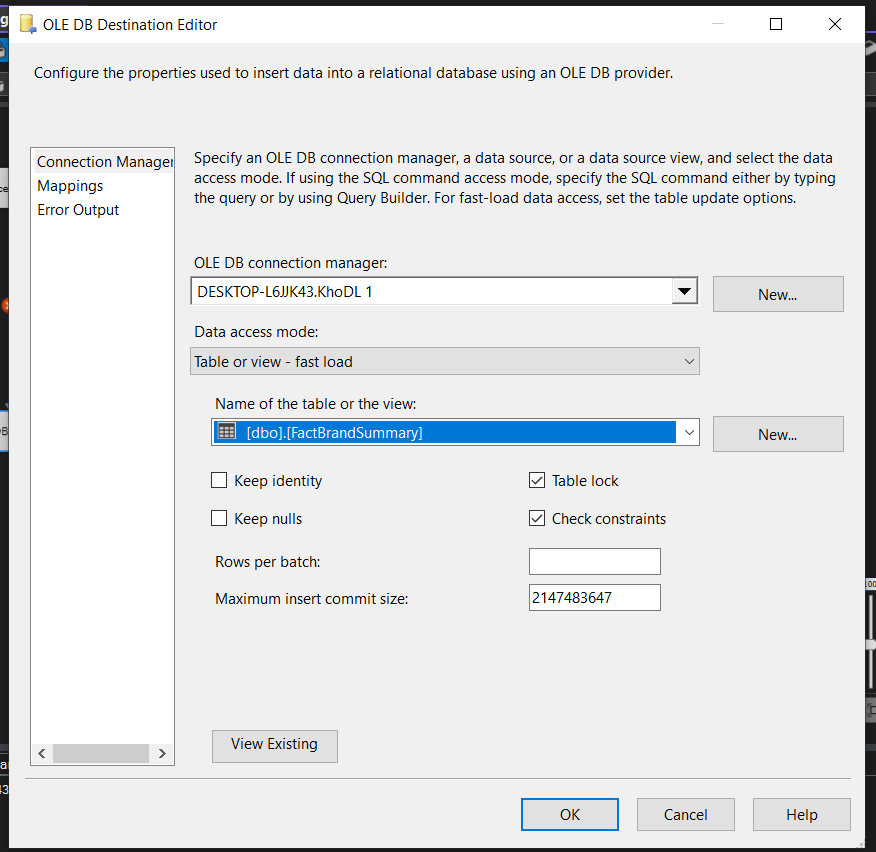 OLE DB Destination Editor
Configure the properties used to insert data into a relational database using an OLE DB provider.
Connection Manager
Mappings
Error Output
Specify an OLE DB connection manager, a data source, or a data source view, and select the data
access mode. If using the SQL command access mode, specify the SQL command either by typing
the query or by using Query Builder. For fast-load data access, set the table update options.
OLE DB connection manager:
DESKTOP-L6JJK43.KhoDL 1
New...
Data access mode:
Table or view - fast load
Name of the table or the view:
[dbo].[FactBrandSummary]
New...
Keep identity
Table lock
Keep nulls
Check constraints
Rows per batch:
Maximum insert commit size:
2147483647
View Existing
OK
Cancel
Help